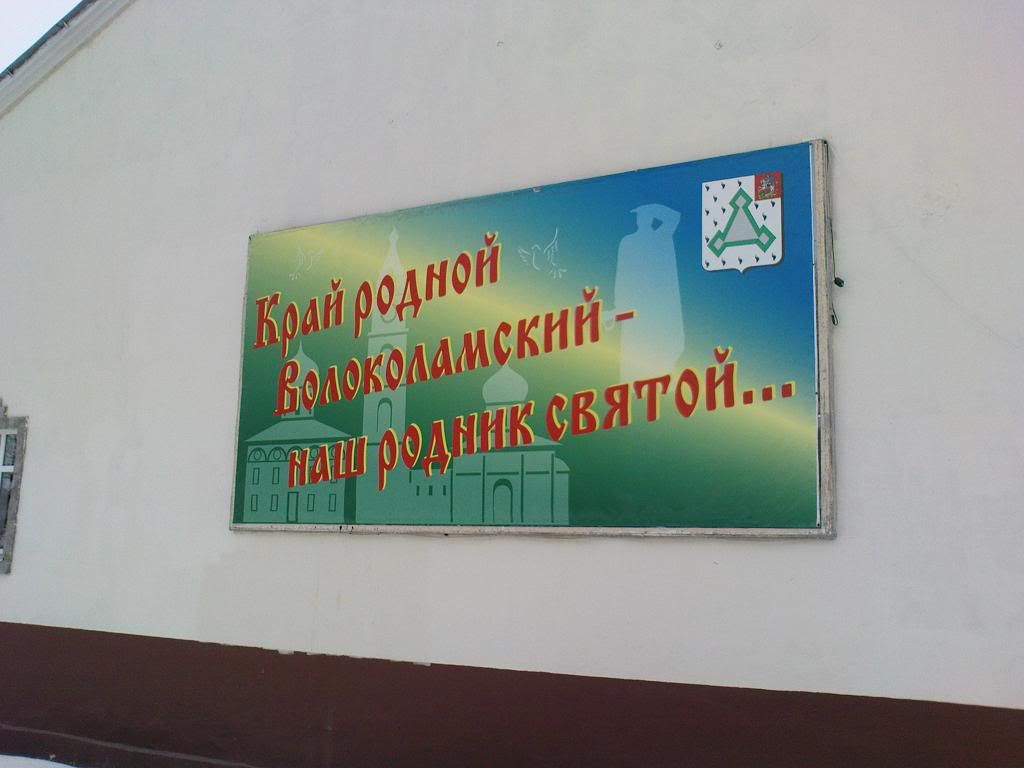 Край родной
Волоколамский -
наш родник святой...